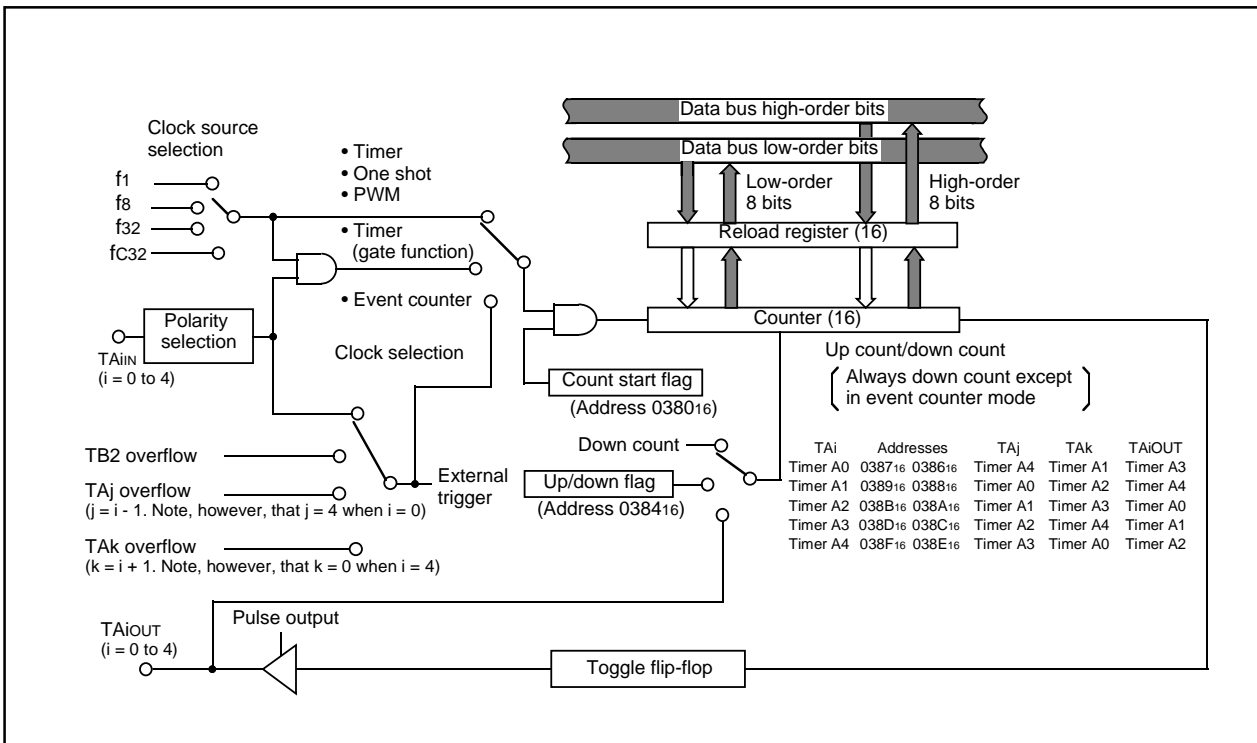 Data bus high-order bits
Data bus low-order bits
Clock source
selection
f1
f8
f32
fC32
• Timer
• One shot
• PWM
• Timer
(gate function)
• Event counter
Low-order
8 bits
High-order
8 bits
Reload register (16)
Counter (16)
Polarity
selection
TAiIN
(i = 0 to 4)
Clock selection
Up count/down count
Always down count except
in event counter mode
Count start flag
(Address 038016)
Down count
TB2 overflow
TAj overflow
(j = i - 1. Note, however, that j = 4 when i = 0)
External
trigger
Up/down flag
(Address 038416)
TAk overflow
(k = i + 1. Note, however, that k = 0 when i = 4)
TAi Addresses TAj TAk TAiOUT
Timer A0 038716 038616 Timer A4 Timer A1 Timer A3
Timer A1 038916 038816 Timer A0 Timer A2 Timer A4
Timer A2 038B16 038A16 Timer A1 Timer A3 Timer A0
Timer A3 038D16 038C16 Timer A2 Timer A4 Timer A1
Timer A4 038F16 038E16 Timer A3 Timer A0 Timer A2
Pulse output
TAiOUT
(i = 0 to 4)
Toggle flip-flop